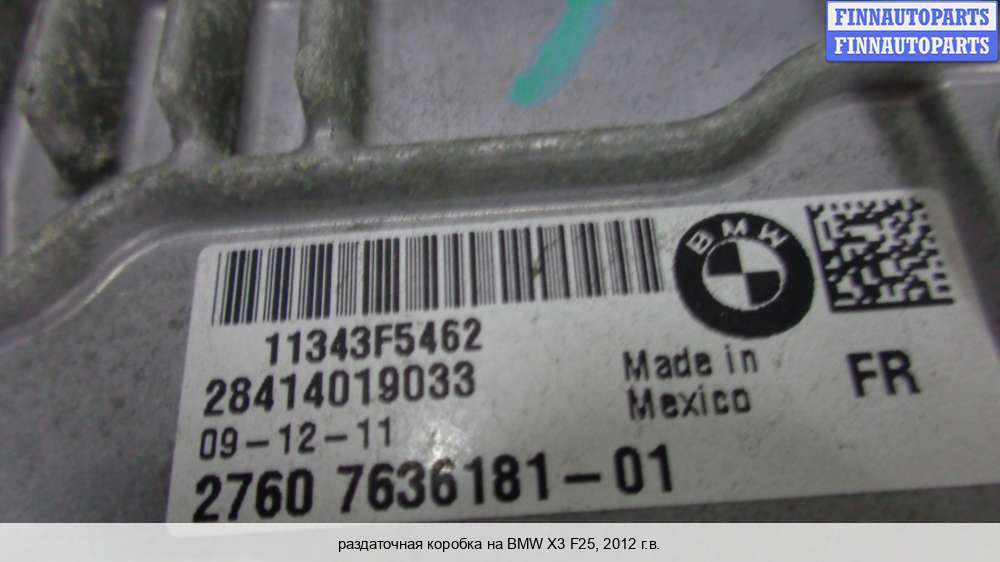 FINNAUTOPARTS
FINNAUTOPARTS
BMW
11343F5462
28414019033
09-12-11
2760 7636181-01
Made in
Mexico
FR
раздаточная коробка на BMW X3 F25, 2012 г.в.